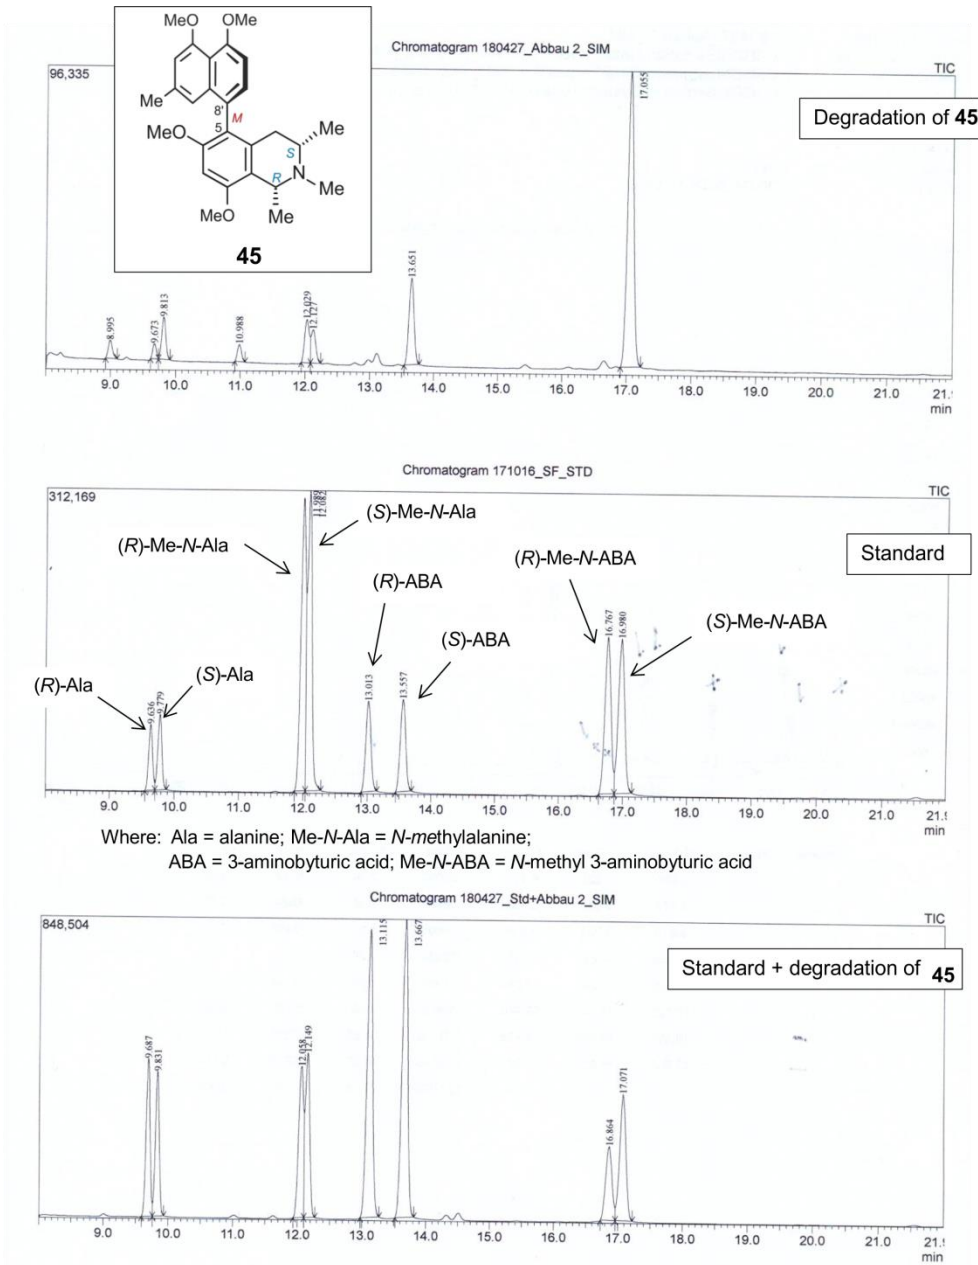 MeO OMe
Me
8'
M
5
MeO
Me
S
N
R
Me
MeO
Me
45
Chromatogram 180427_Abbau 2_SIM
96,335
TIC
Degradation of 45
8.995
9.673
9.813
10.988
12.029
12.127
13.651
17.055
9.0 10.0 11.0 12.0 13.0 14.0 15.0 16.0 17.0 18.0 19.0 20.0 21.0 21.9
min
Chromatogram 171016_SF_STD
312,169
TIC
Standard
(R)-Me-N-Ala
(S)-Me-N-Ala
(R)-ABA
(S)-ABA
(R)-Me-N-ABA
(S)-Me-N-ABA
(R)-Ala
(S)-Ala
9.636
9.779
12.082
13.013
13.557
16.767
16.980
9.0 10.0 11.0 12.0 13.0 14.0 15.0 16.0 17.0 18.0 19.0 20.0 21.0
min
Where: Ala = alanine; Me-N-Ala = N-methylalanine;
ABA = 3-aminobyturic acid; Me-N-ABA = N-methyl 3-aminobyturic acid
Chromatogram 180427_Std+Abbau 2_SIM
848,504
TIC
Standard + degradation of 45
9.687
9.831
12.058
12.149
13.115
13.667
16.864
17.071
9.0 10.0 11.0 12.0 13.0 14.0 15.0 16.0 17.0 18.0 19.0 20.0 21.0
min